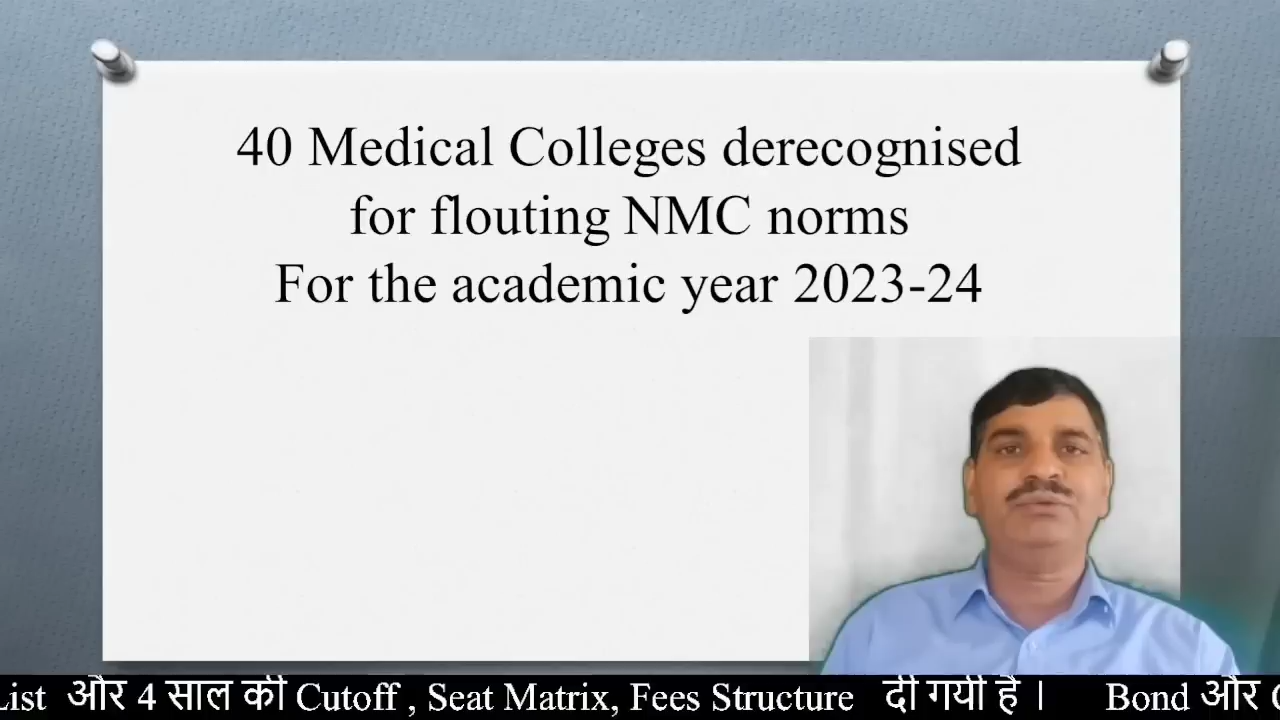 40 Medical Colleges derecognised
for flouting NMC norms
For the academic year 2023-24
List और 4 साल की Cutoff , Seat Matrix, Fees Structure दी गयी है । Bond और